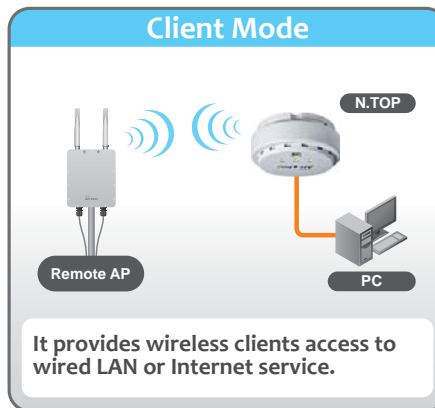 Client Mode
N.TOP
Remote AP
PC
It provides wireless clients access to
wired LAN or Internet service.